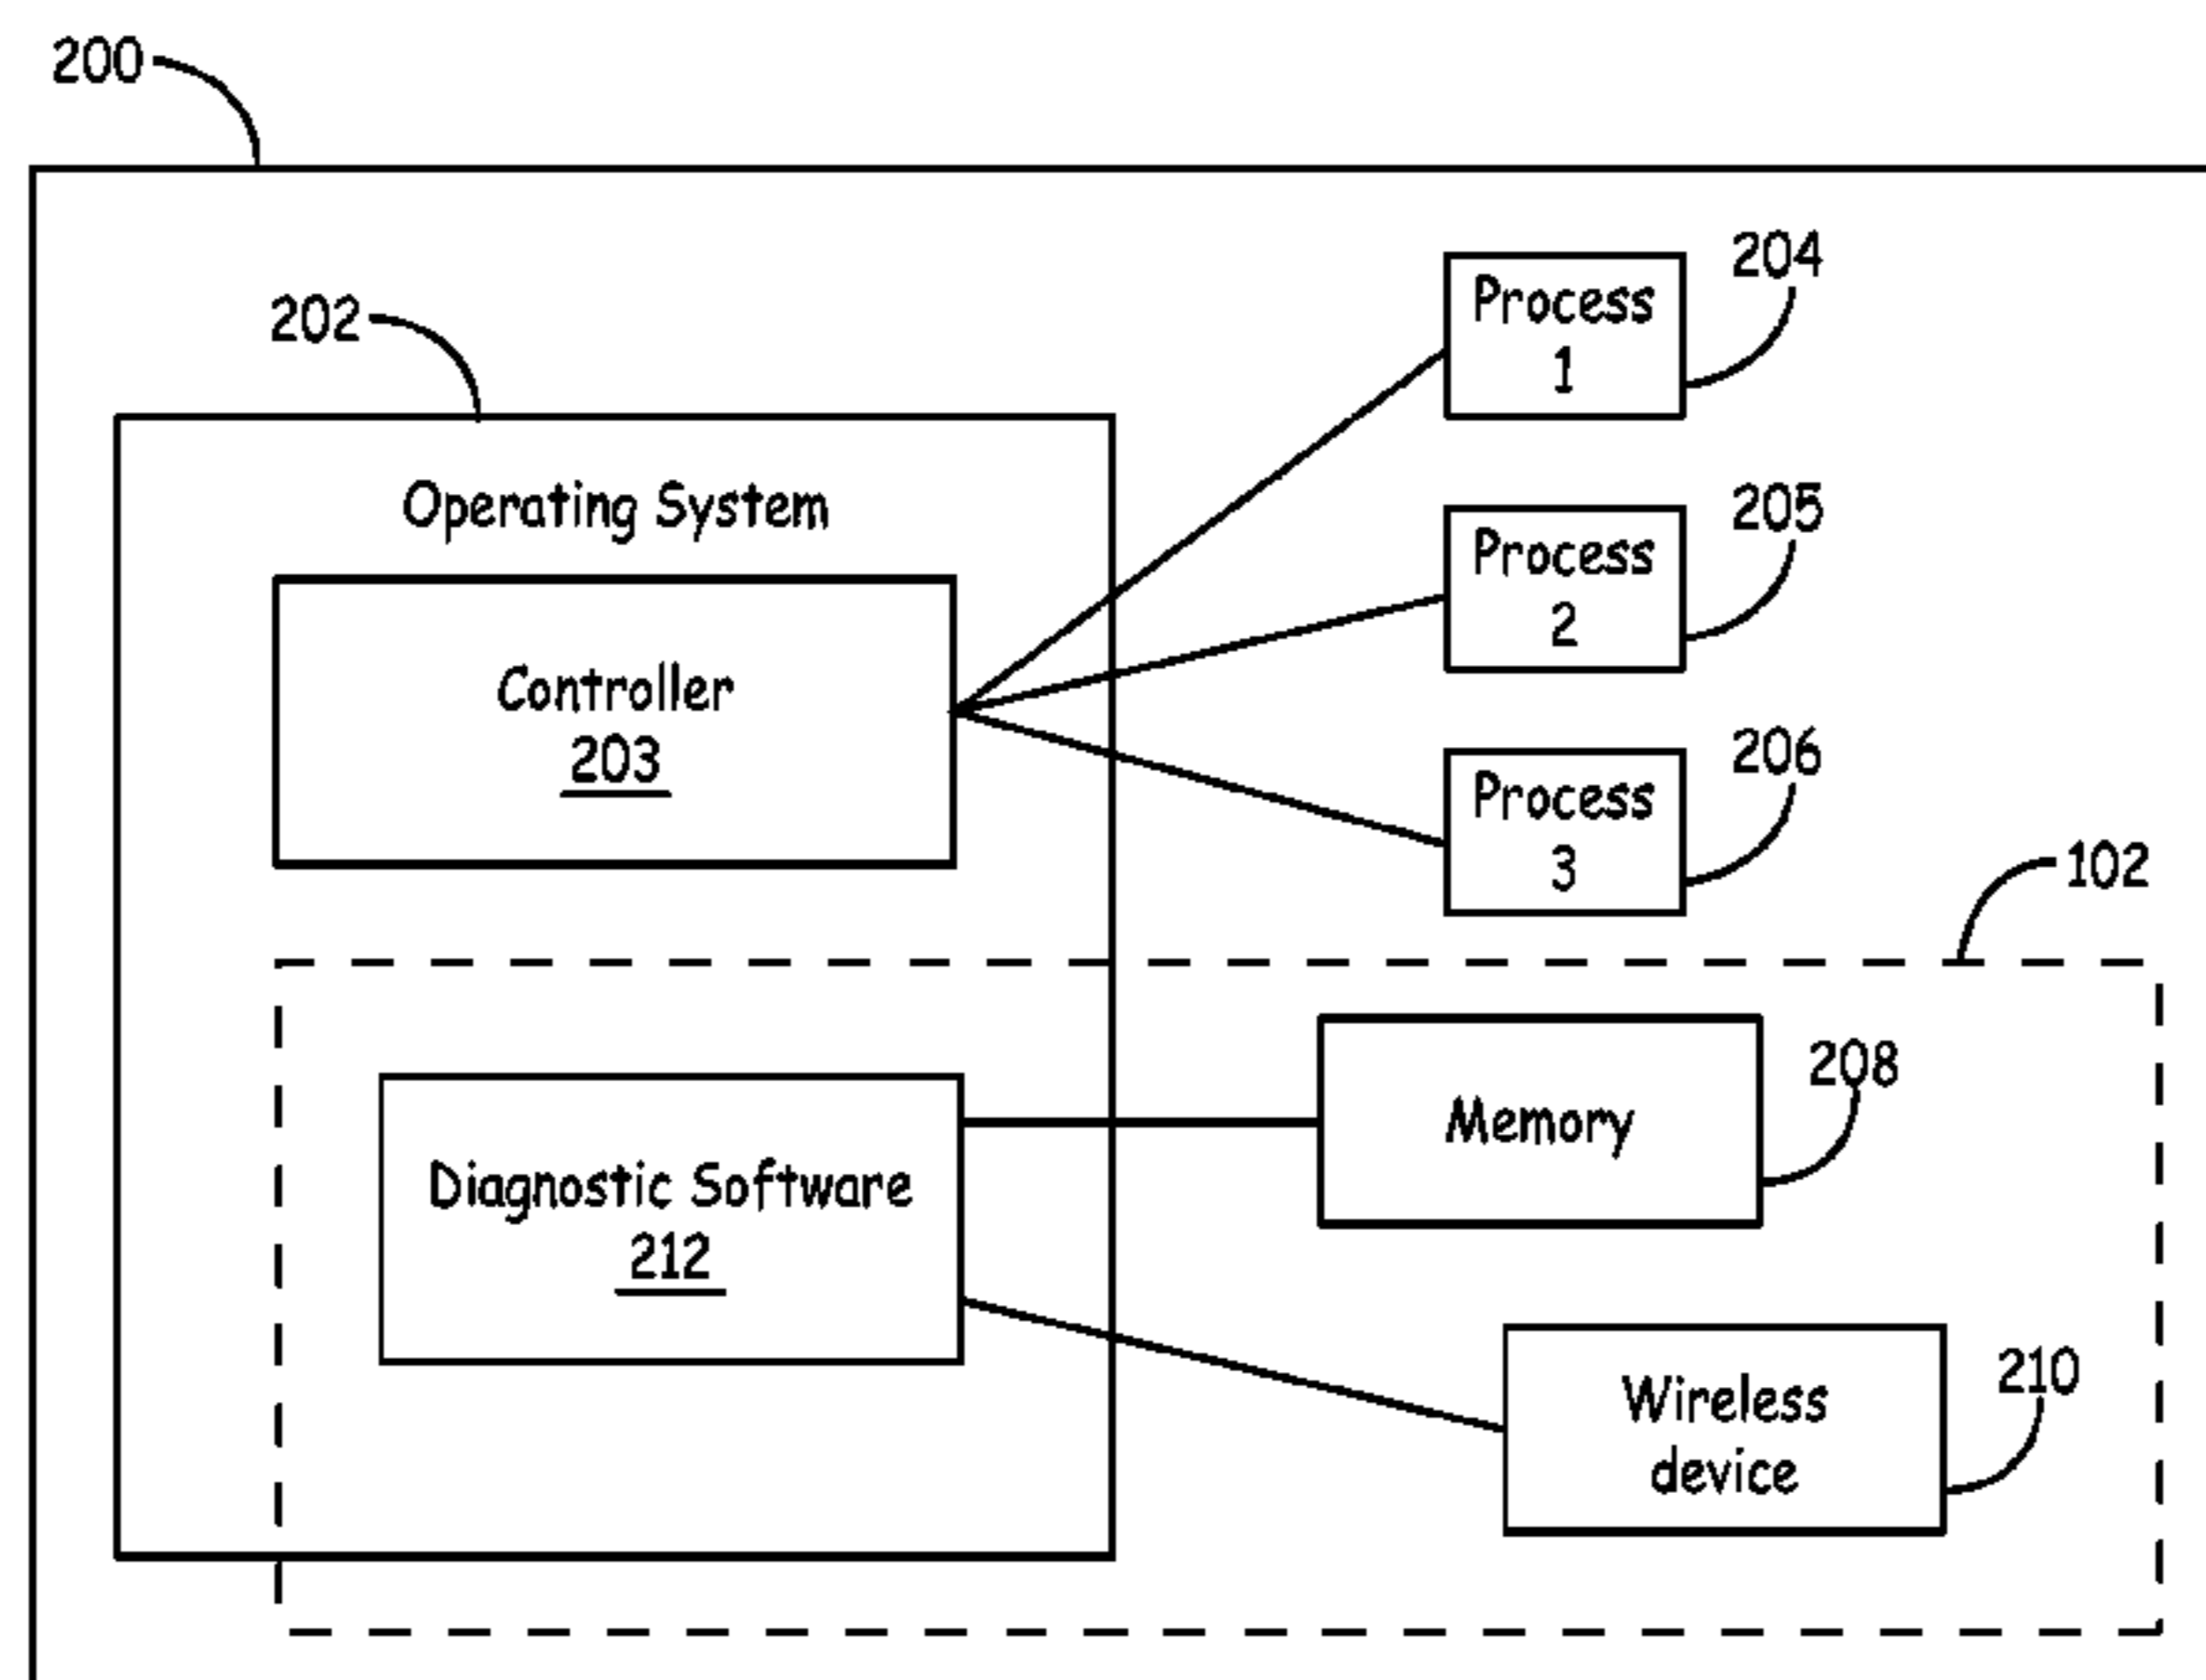 200
202
Operating System
Controller
203
Process
1
204
Process
2
205
Process
3
206
102
Diagnostic Software
212
Memory
208
Wireless
device
210